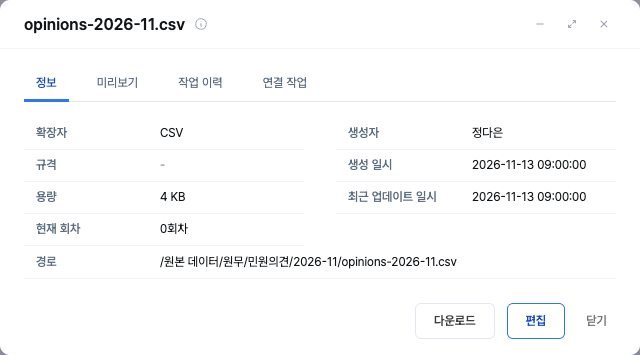 opinions-2026-11.csv
정보 미리보기 작업 이력 연결 작업
확장자 CSV 생성자 정다은
규격 - 생성 일시 2026-11-13 09:00:00
용량 4 KB 최근 업데이트 일시 2026-11-13 09:00:00
현재 회차 0회차
경로 /원본 데이터/원무/민원의견/2026-11/opinions-2026-11.csv
다운로드 편집 닫기